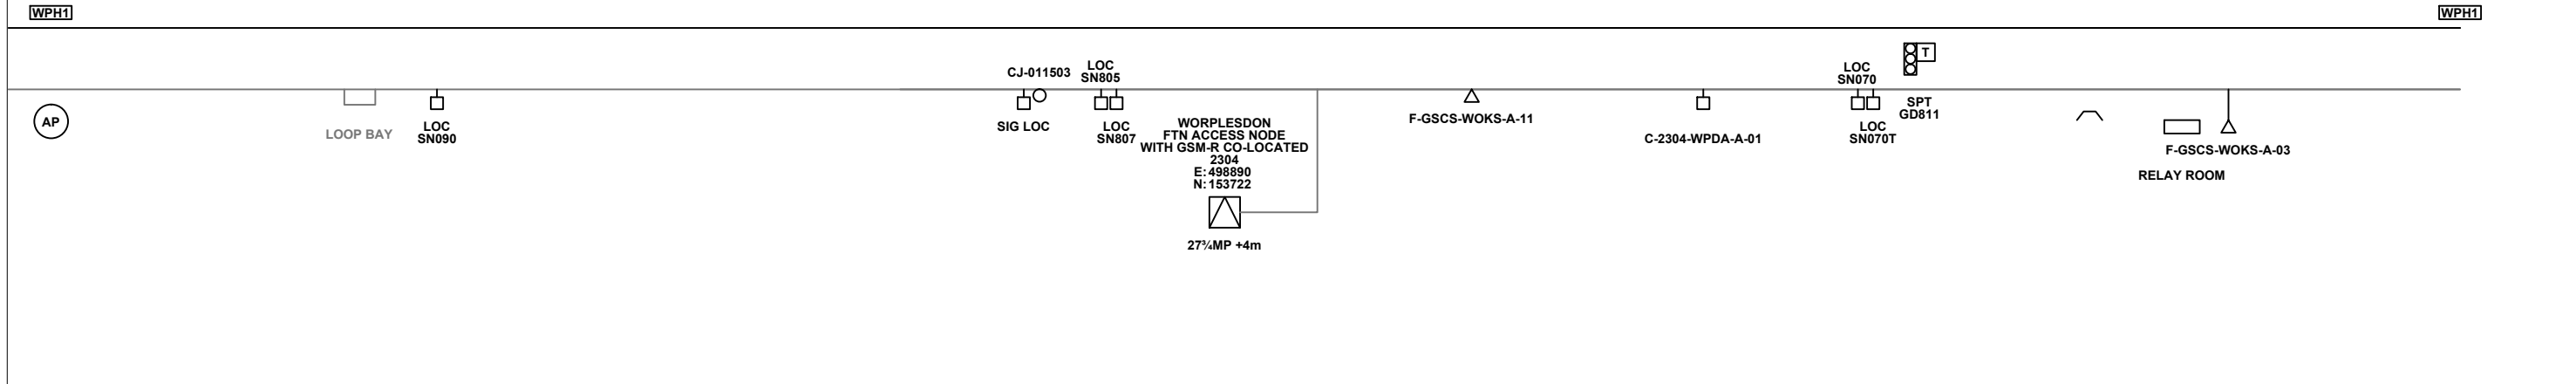 WPH1
WPH1
T
AP
LOOP BAY
LOC
SN090
CJ-011503
SIG LOC
LOC
SN805
LOC
SN807
WORPLESDON
FTN ACCESS NODE
WITH GSM-R CO-LOCATED
2304
E: 498890
N: 153722
27¾MP +4m
F-GSCS-WOKS-A-11
C-2304-WPDA-A-01
LOC
SN070
LOC
SN070T
SPT
GD811
F-GSCS-WOKS-A-03
RELAY ROOM